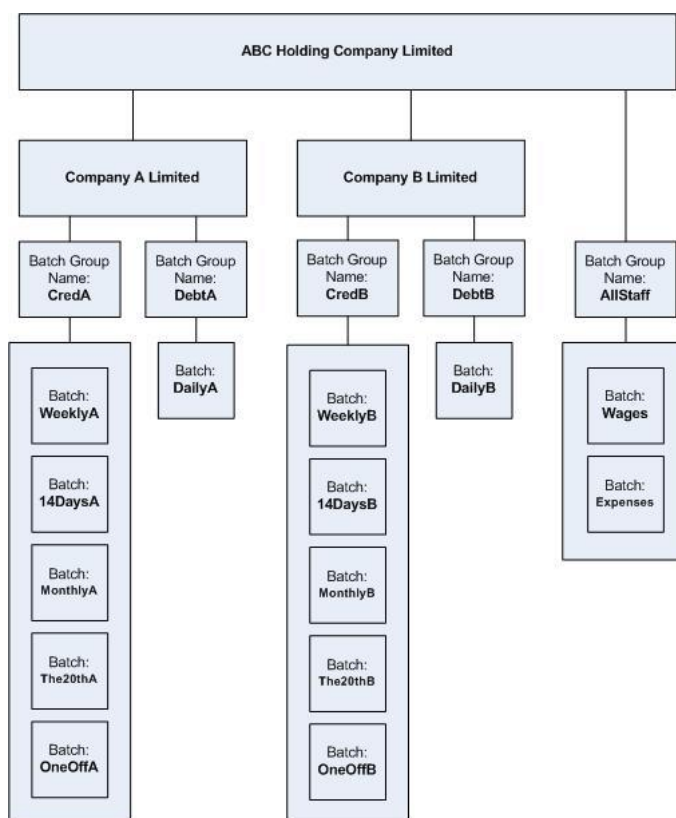 ABC Holding Company Limited
Company A Limited
Company B Limited
Batch Group
Name:
CredA
Batch Group
Name:
DebtA
Batch Group
Name:
CredB
Batch Group
Name:
DebtB
Batch Group
Name:
AllStaff
Batch:
WeeklyA
Batch:
14DaysA
Batch:
MonthlyA
Batch:
The20thA
Batch:
OneOffA
Batch:
DailyA
Batch:
WeeklyB
Batch:
14DaysB
Batch:
MonthlyB
Batch:
The20thB
Batch:
OneOffB
Batch:
DailyB
Batch:
Wages
Batch:
Expenses